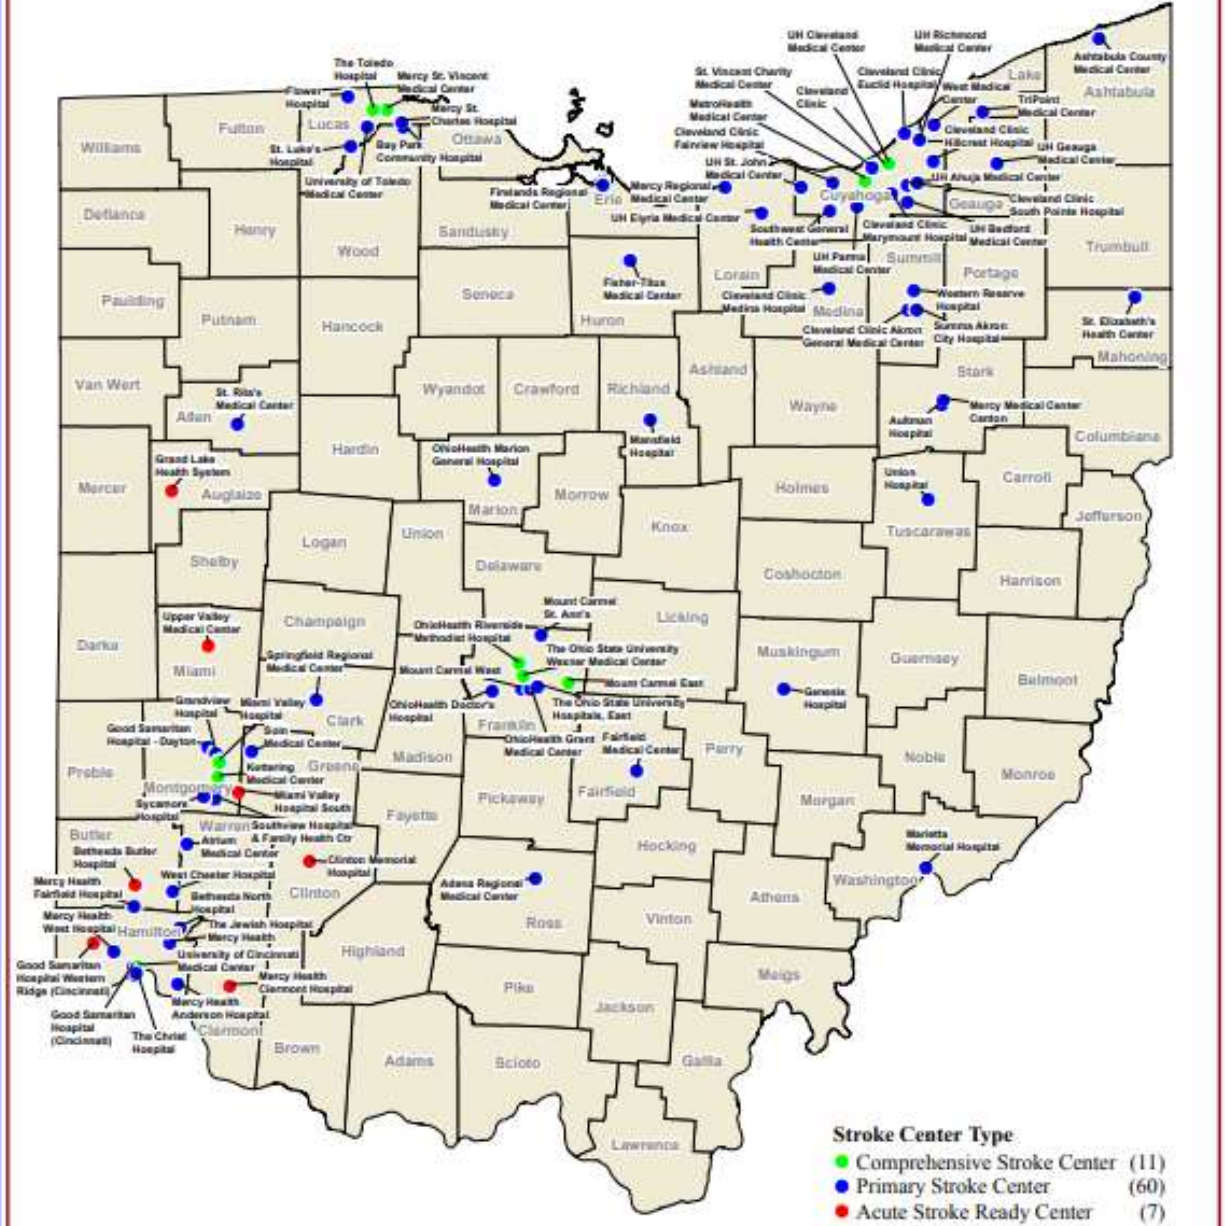 UH Cleveland
Medical Center
UH Richmond
Medical Center
Ashtabula County
Medical Center
The Toledo
Hospital
Mercy St. Vincent
Medical Center
St. Vincent Charity
Medical Center
Cleveland
Clinic
Cleveland Clinic
Euclid Hospital
West Medical
Center
Lake
Ashtabula
Flower
Hospital
Mercy St.
Charles Hospital
MetroHealth
Medical Center
TriPoint
Medical Center
Williams
Fulton
Lucas
Ottawa
Cleveland Clinic
Fairview Hospital
Cleveland Clinic
Hillcrest Hospital
St. Luke's
Hospital
Bay Park
Community Hospital
UH Geauga
Medical Center
University of Toledo
Medical Center
Firelands Regional
Medical Center
Erie
Mercy Regional
Medical Center
UH St. John
Medical Center
UH Ahuja Medical Center
Cuyahoga
Geauga
Cleveland Clinic
South Pointe Hospital
Defiance
Henry
Wood
Sandusky
UH Elyria Medical Center
Southwest General
Health Center
Cleveland Clinic
Marymount Hospital
UH Bedford
Medical Center
Trumbull
UH Parma
Medical Center
Summit
Portage
Paulding
Putnam
Hancock
Seneca
Fisher-Titus
Medical Center
Huron
Lorain
Cleveland Clinic
Medina Hospital
Medina
Western Reserve
Hospital
Cleveland Clinic Akron
General Medical Center
Summa Akron
City Hospital
St. Elizabeth's
Health Center
Mahoning
Van Wert
Allen
St. Rita's
Medical Center
Wyandot
Crawford
Richland
Ashland
Wayne
Stark
Aultman
Hospital
Mercy Medical Center
Canton
Mansfield
Hospital
Columbiana
Mercer
Grand Lake
Health System
Auglaize
Hardin
OhioHealth Marion
General Hospital
Marion
Morrow
Holmes
Union
Hospital
Carroll
Jefferson
Knox
Tuscarawas
Shelby
Logan
Union
Delaware
Coshocton
Harrison
Darke
Upper Valley
Medical Center
Miami
Champaign
Springfield Regional
Medical Center
Mount Carmel
St. Ann's
OhioHealth Riverside
Methodist Hospital
Licking
The Ohio State University
Wexner Medical Center
Mount Carmel West
Mount Carmel East
Muskingum
Guernsey
Belmont
Genesis
Hospital
OhioHealth Doctor's
Hospital
The Ohio State University
Hospitals, East
Franklin
OhioHealth Grant
Medical Center
Fairfield
Medical Center
Grandview
Hospital
Miami Valley
Hospital
Clark
Good Samaritan
Hospital - Dayton
Soin
Medical Center
Greene
Madison
Perry
Noble
Monroe
Preble
Montgomery
Kettering
Medical Center
Miami Valley
Hospital South
Sycamore
Hospital
Pickaway
Fairfield
Morgan
Fayette
Southview Hospital
& Family Health Ctr
Butler
Warren
Atrium
Medical Center
Bethesda Butler
Hospital
Clinton Memorial
Hospital
Clinton
Hocking
Marietta
Memorial Hospital
Washington
Athens
Mercy Health
Fairfield Hospital
West Chester Hospital
Bethesda North
Hospital
Adena Regional
Medical Center
Ross
Vinton
Mercy Health
West Hospital
Hamilton
The Jewish Hospital
Mercy Health
Highland
University of Cincinnati
Medical Center
Good Samaritan
Hospital Western
Ridge (Cincinnati)
Mercy Health
Clermont Hospital
Mercy Health
Anderson Hospital
Pike
Jackson
Meigs
Good Samaritan
Hospital
(Cincinnati)
The Christ
Hospital
Clermont
Brown
Adams
Scioto
Gallia
Lawrence
Stroke Center Type
Comprehensive Stroke Center (11)
Primary Stroke Center (60)
Acute Stroke Ready Center (7)